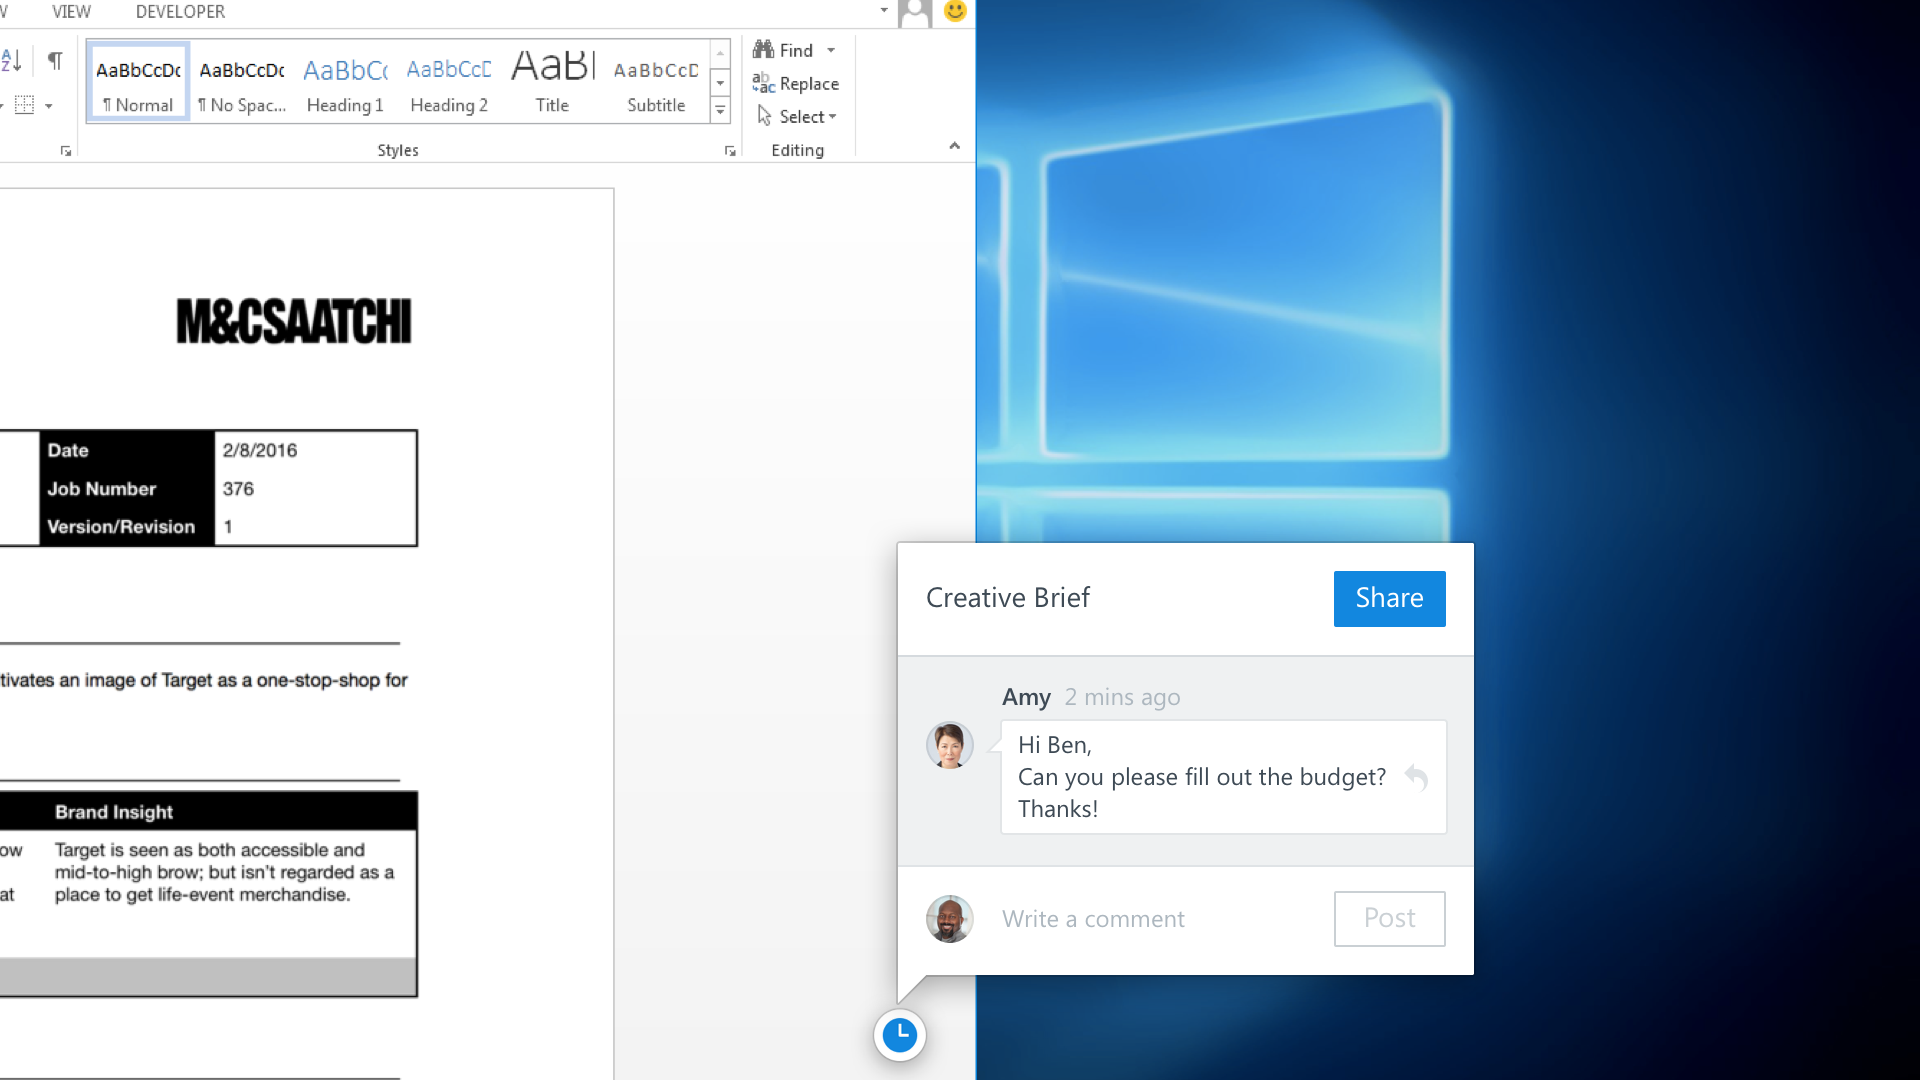 VIEW
DEVELOPER
AaBbCcDc
AaBbCcDc
AaBbCc
AaBbCcD
AaBl
AaBbCcD
¶ Normal
¶ No Spac...
Heading 1
Heading 2
Title
Subtitle
Styles
Find
Replace
Select
Editing
M&CSAATCHI
Date 2/8/2016
Job Number 376
Version/Revision 1
tivates an image of Target as a one-stop-shop for
Brand Insight
ow
at
Target is seen as both accessible and
mid-to-high brow; but isn't regarded as a
place to get life-event merchandise.
Creative Brief
Share
Amy 2 mins ago
Hi Ben,
Can you please fill out the budget?
Thanks!
Write a comment
Post